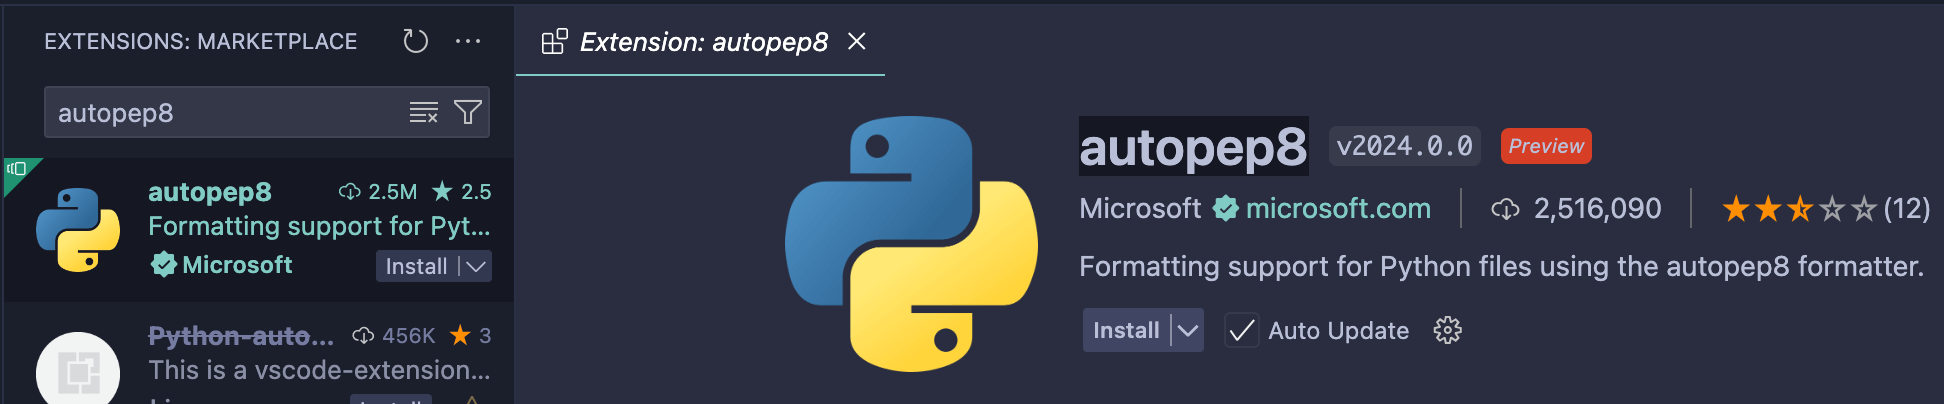 EXTENSIONS: MARKETPLACE
autopep8
autopep8 2.5M 2.5
Formatting support for Pyt...
Microsoft Install
Python-auto... 456K 3
This is a vscode-extension...
Install
Extension: autopep8
autopep8 v2024.0.0 Preview
Microsoft microsoft.com 2,516,090 (12)
Formatting support for Python files using the autopep8 formatter.
Install Auto Update